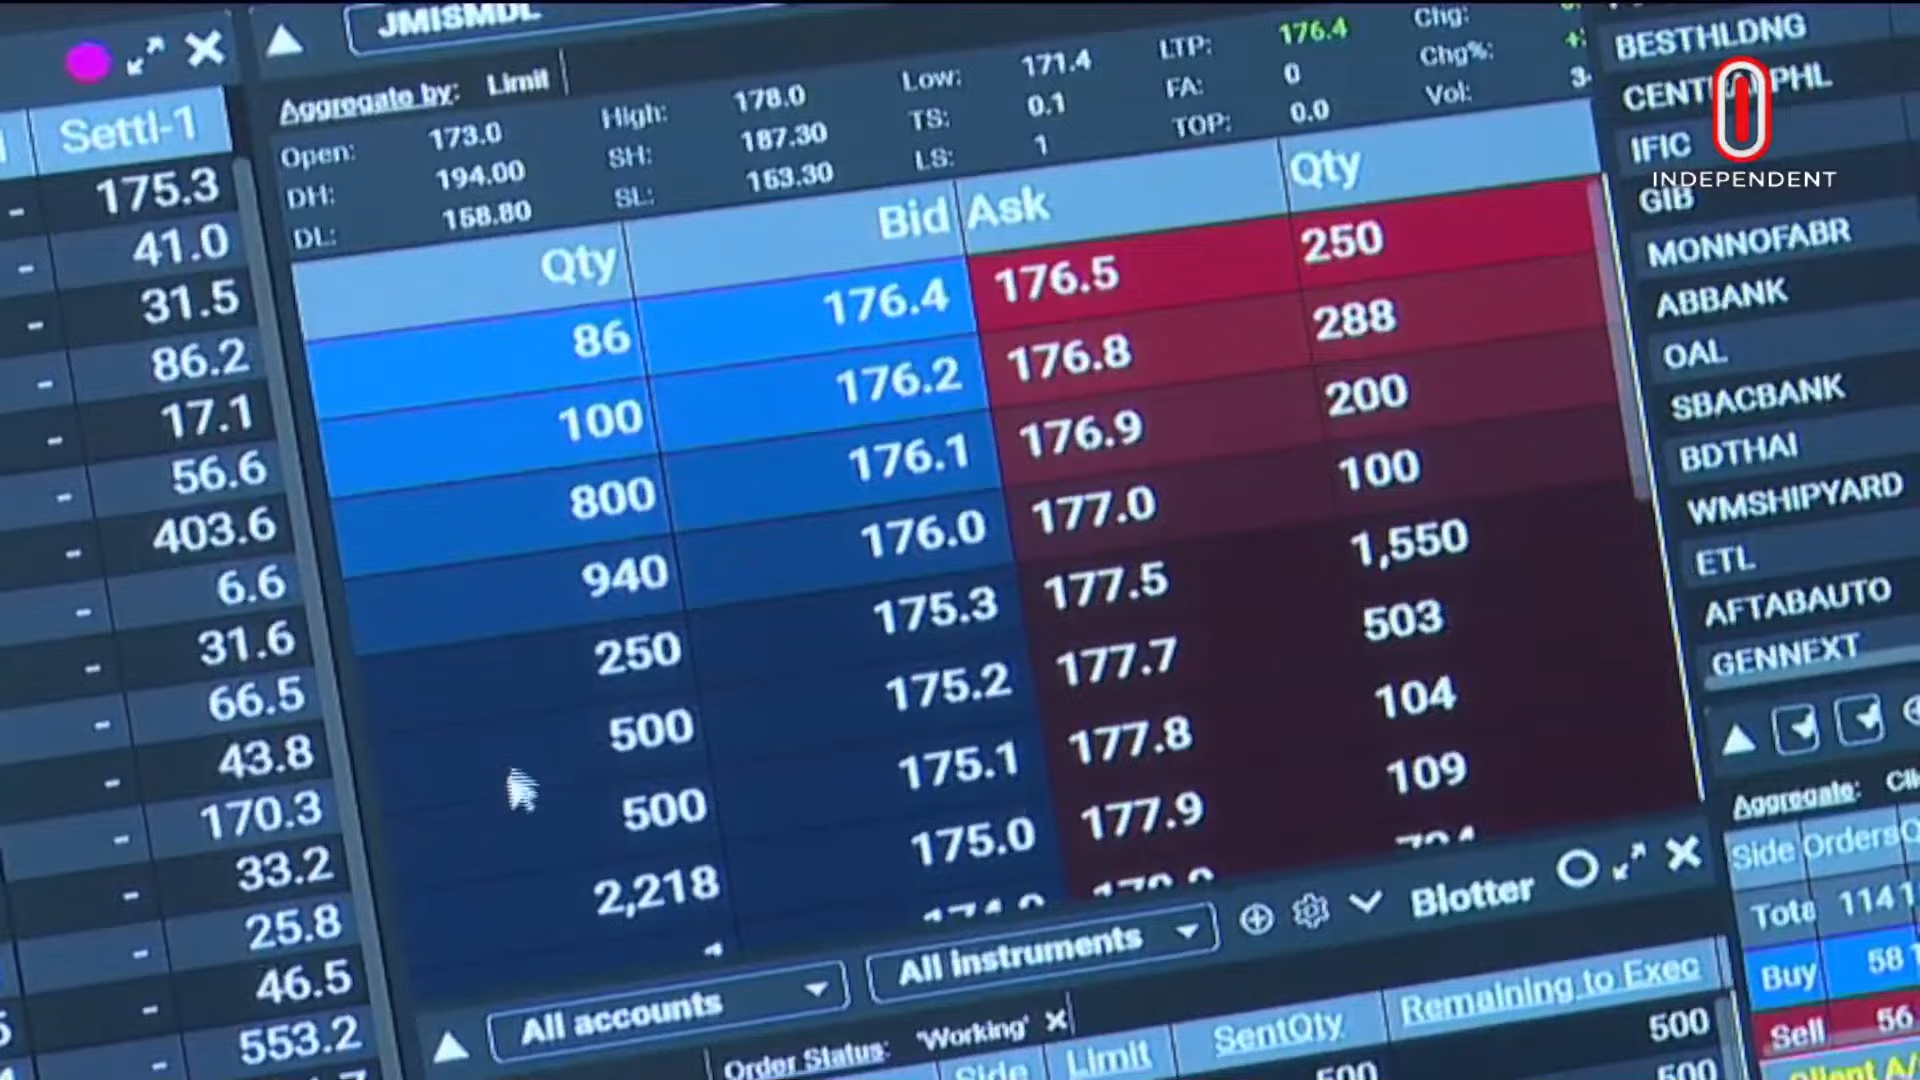 JMISMDL
Aggregate by: Limit
Open: 173.0 High: 178.0 Low: 171.4 LTP: 176.4 Chg:
DH: 194.00 SH: 187.30 TS: 0.1 FA: 0 Chg%:
DL: 158.80 SL: 153.30 LS: 1 TOP: 0.0 Vol:
Qty Bid Ask Qty
86 176.4 176.5 250
100 176.2 176.8 288
800 176.1 176.9 200
940 176.0 177.0 100
250 175.3 177.5 1,550
500 175.2 177.7 503
500 175.1 177.8 104
2,218 175.0 177.9 109
Settl-1
- 175.3
- 41.0
- 31.5
- 86.2
- 17.1
- 56.6
- 403.6
- 6.6
- 31.6
- 66.5
- 43.8
- 170.3
- 33.2
- 25.8
- 46.5
- 553.2
BESTHLDNG
IFIC
GIB
MONNOFABR
ABBANK
OAL
SBACBANK
BDTHAI
WMSHIPYARD
ETL
AFTABAUTO
GENNEXT
INDEPENDENT
All accounts All instruments Blotter
Order Status: 'Working'
Side Limit SentQty Remaining to Exec
500
500 500
Aggregate:
Side Orders
Buy 58
Sell 56